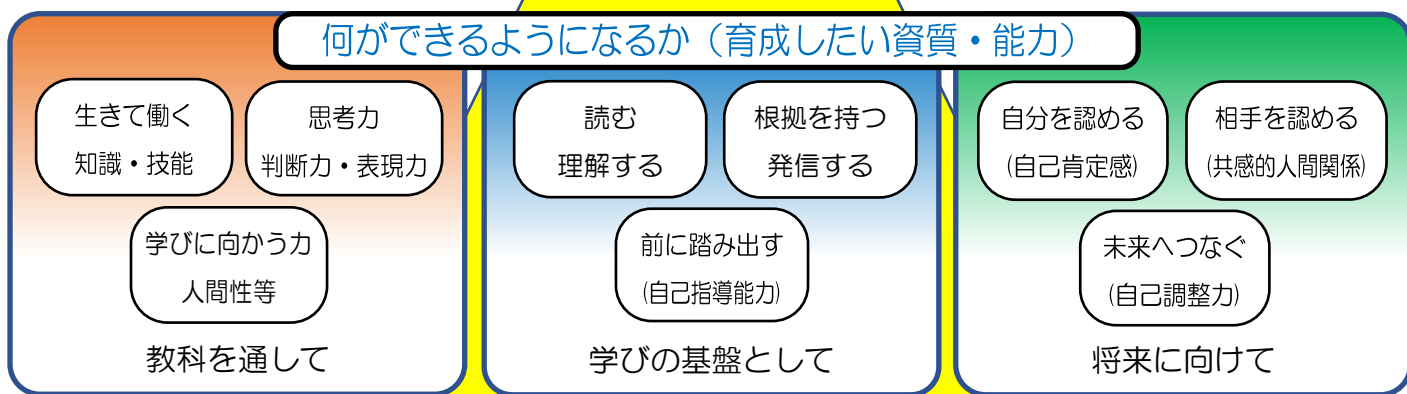 何ができるようになるか（育成したい資質・能力）
生きて働く
知識・技能
思考力
判断力・表現力
学びに向かう力
人間性等
教科を通して
読む
理解する
根拠を持つ
発信する
前に踏み出す
(自己指導能力)
学びの基盤として
自分を認める
(自己肯定感)
相手を認める
(共感的人間関係)
未来へつなぐ
(自己調整力)
将来に向けて